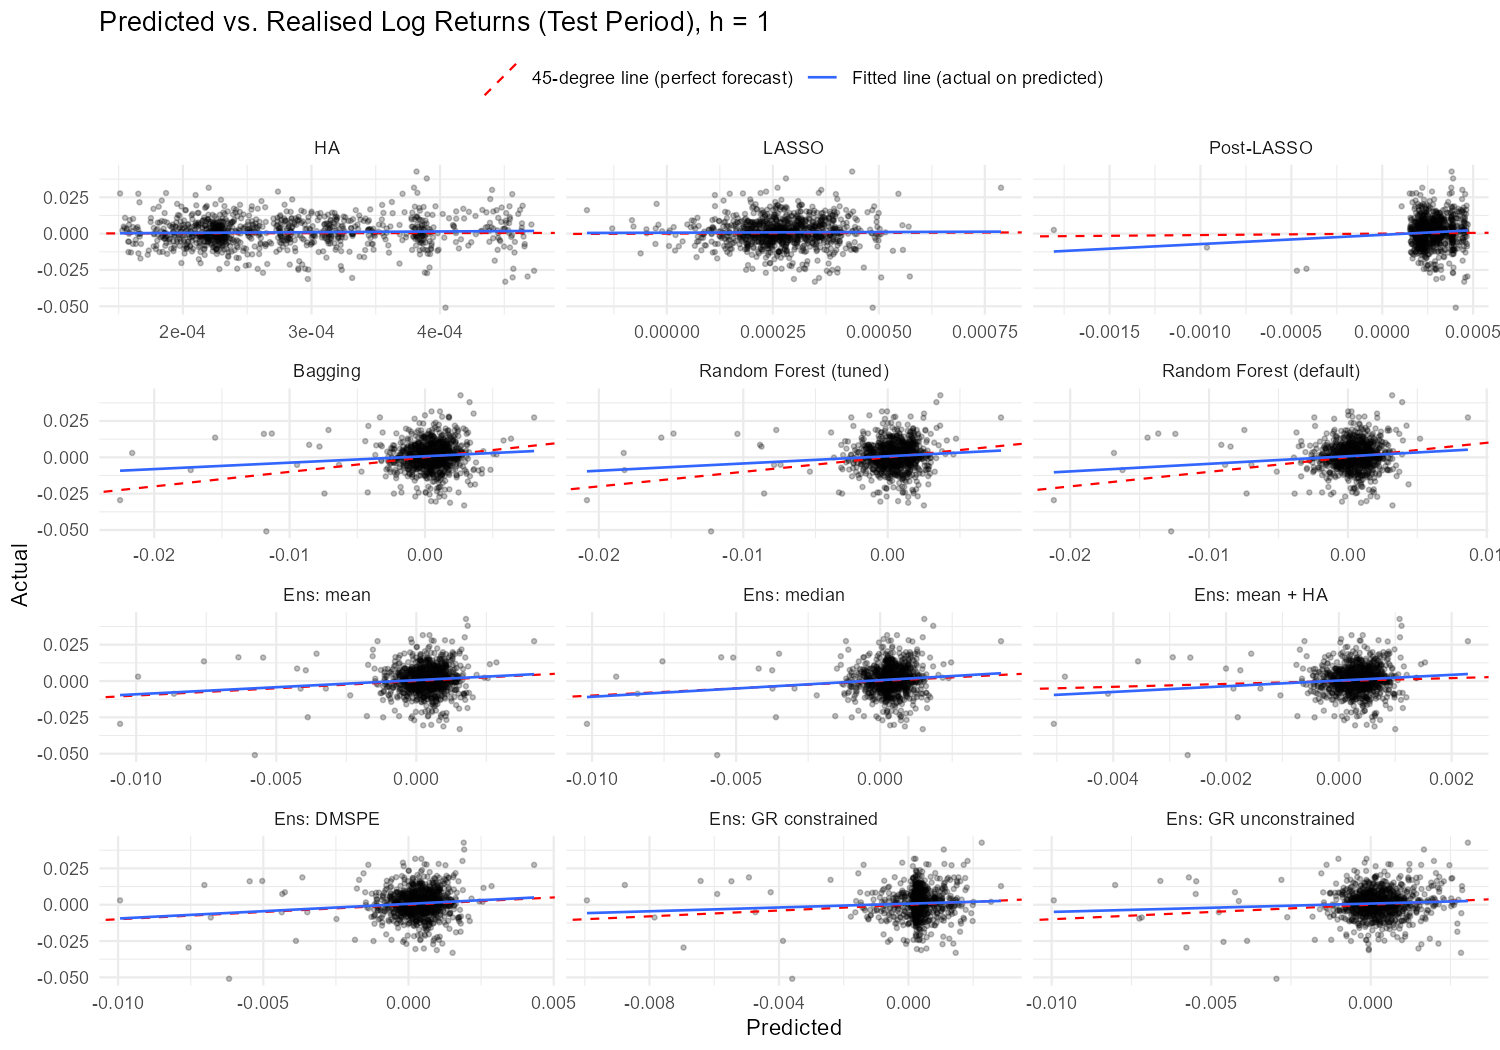 Predicted vs. Realised Log Returns (Test Period), h = 1
45-degree line (perfect forecast) Fitted line (actual on predicted)
HA LASSO Post-LASSO
0.025
0.000
-0.025
-0.050
2e-04 3e-04 4e-04 0.00000 0.00025 0.00050 0.00075 -0.0015 -0.0010 -0.0005 0.0000 0.0005
Bagging Random Forest (tuned) Random Forest (default)
0.025
0.000
-0.025
-0.050
-0.02 -0.01 0.00 -0.02 -0.01 0.00 -0.02 -0.01 0.00 0.01
Actual
Ens: mean Ens: median Ens: mean + HA
0.025
0.000
-0.025
-0.050
-0.010 -0.005 0.000 -0.010 -0.005 0.000 -0.004 -0.002 0.000 0.002
Ens: DMSPE Ens: GR constrained Ens: GR unconstrained
0.025
0.000
-0.025
-0.050
-0.010 -0.005 0.000 0.005 -0.008 -0.004 0.000 -0.010 -0.005 0.000
Predicted